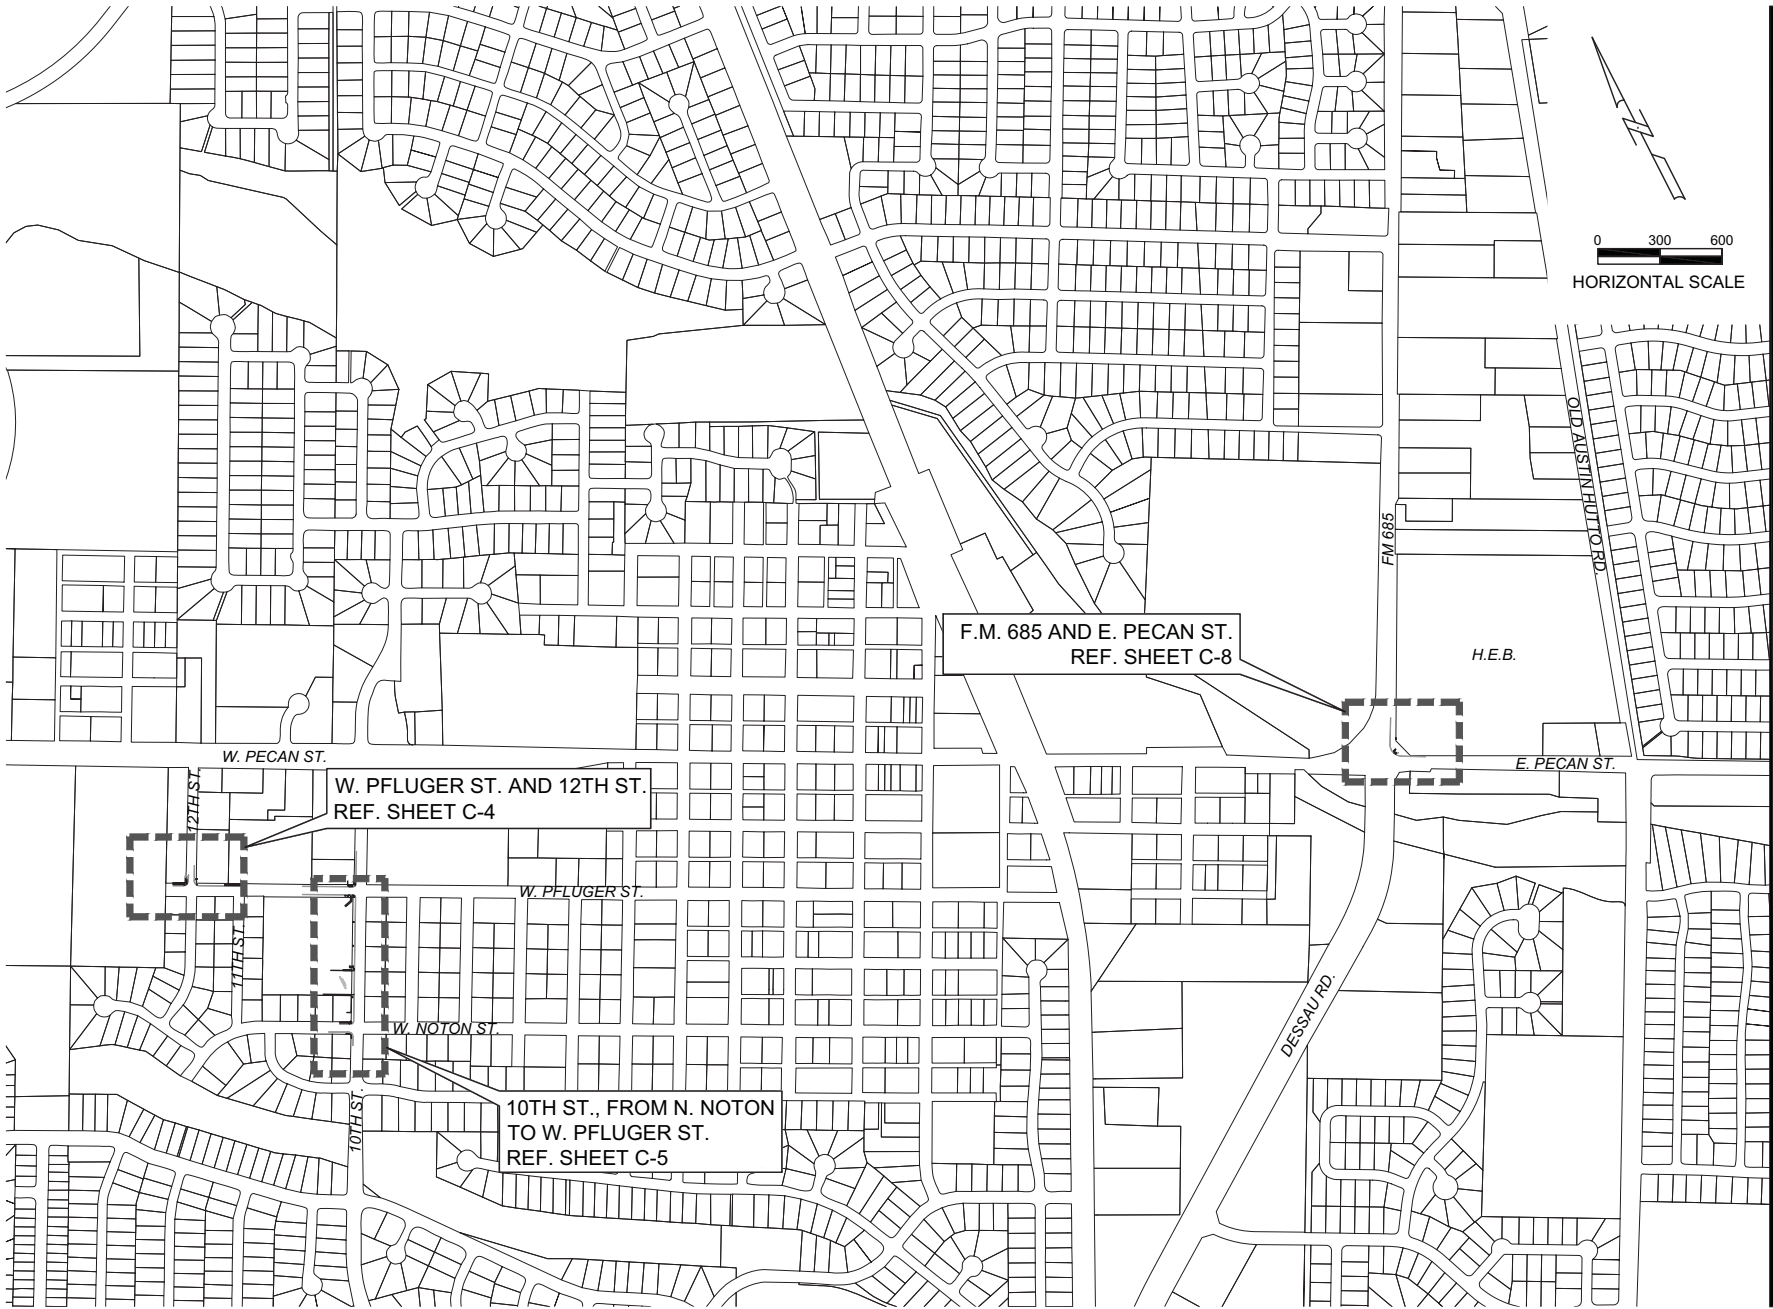 0 300 600
HORIZONTAL SCALE
OLD AUSTIN HUTTO RD.
FM 685
F.M. 685 AND E. PECAN ST.
REF. SHEET C-8
H.E.B.
W. PECAN ST.
E. PECAN ST.
12TH ST.
W. PFLUGER ST. AND 12TH ST.
REF. SHEET C-4
W. PFLUGER ST.
11TH ST.
W. NOTON ST.
DESSAU RD.
10TH ST., FROM N. NOTON
TO W. PFLUGER ST.
REF. SHEET C-5
10TH ST.